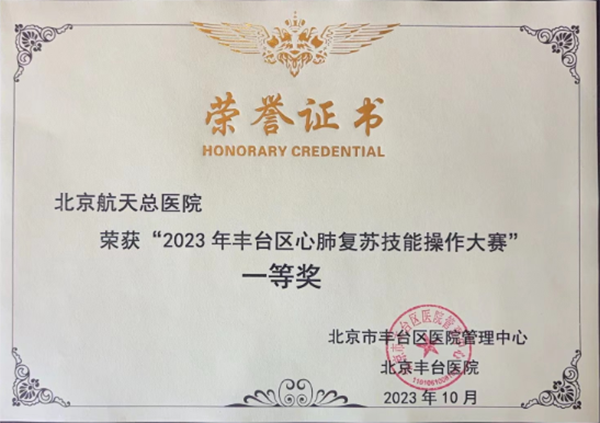 荣誉证书
HONORARY CREDENTIAL
北京航天总医院
荣获“2023年丰台区心肺复苏技能操作大赛”
一等奖
北京市丰台区医院管理中心
北京丰台医院
2023年10月